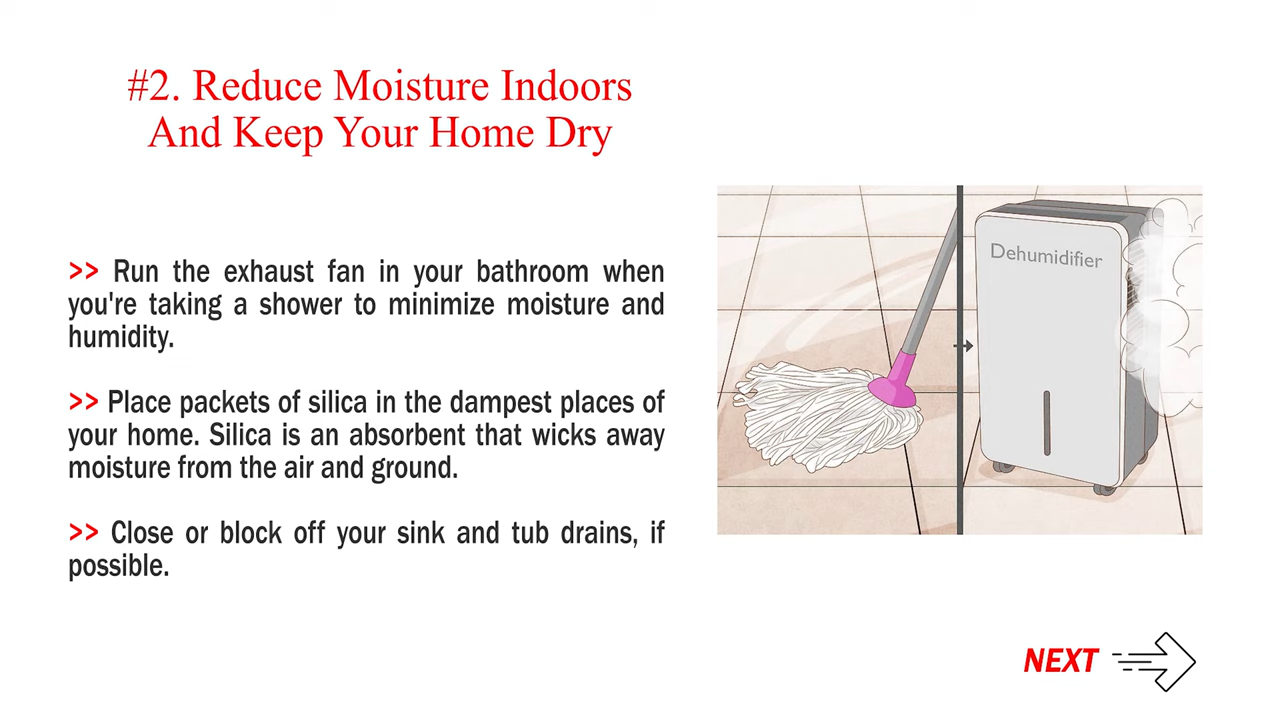 #2. Reduce Moisture Indoors
And Keep Your Home Dry
>> Run the exhaust fan in your bathroom when
you're taking a shower to minimize moisture and
humidity.
>> Place packets of silica in the dampest places of
your home. Silica is an absorbent that wicks away
moisture from the air and ground.
>> Close or block off your sink and tub drains, if
possible.
Dehumidifier
NEXT